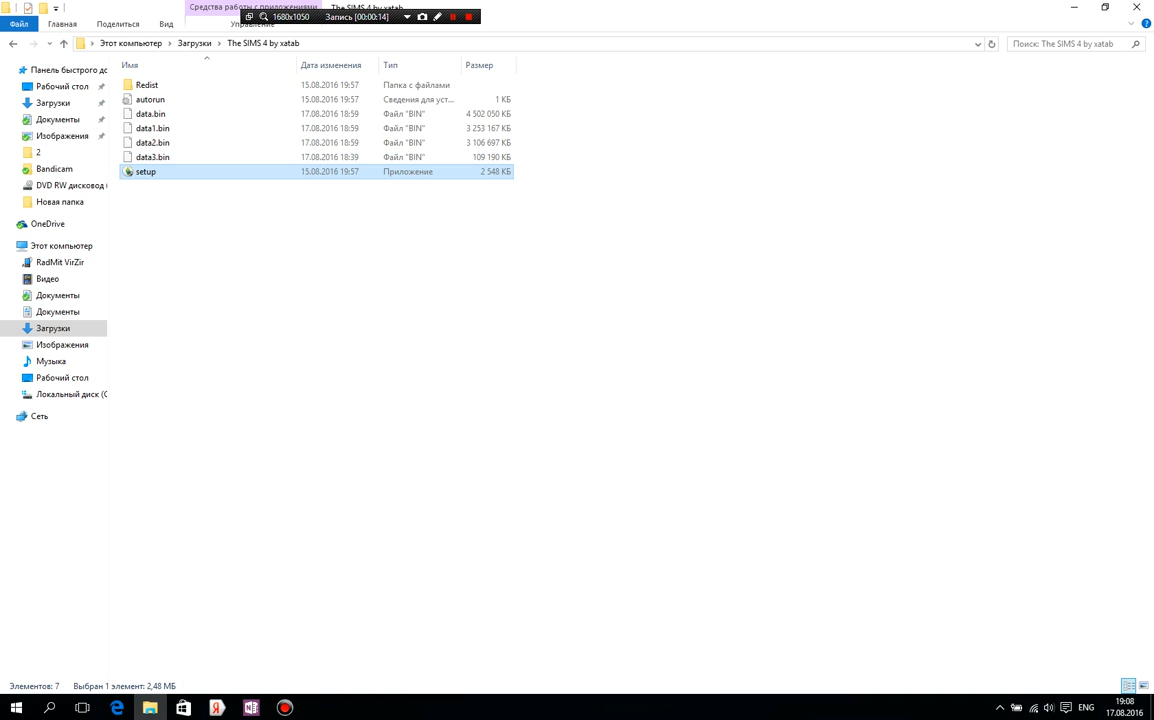 Средства работы с приложениями
The SIMS 4 by xatab
1680x1050 Запись [00:00:14]
Файл Главная Поделиться Вид Управление
Этот компьютер Загрузки The SIMS 4 by xatab Поиск: The SIMS 4 by xatab
Имя Дата изменения Тип Размер
Redist 15.08.2016 19:57 Папка с файлами
autorun 15.08.2016 19:57 Сведения для уст... 1 КБ
data.bin 17.08.2016 18:59 Файл "BIN" 4 502 050 КБ
data1.bin 17.08.2016 18:59 Файл "BIN" 3 253 167 КБ
data2.bin 17.08.2016 18:59 Файл "BIN" 3 106 697 КБ
data3.bin 17.08.2016 18:39 Файл "BIN" 109 190 КБ
setup 15.08.2016 19:57 Приложение 2 548 КБ
Панель быстрого до
Рабочий стол
Загрузки
Документы
Изображения
2
Bandicam
DVD RW дисковод
Новая папка
OneDrive
Этот компьютер
RadMit VirZir
Видео
Документы
Документы
Загрузки
Изображения
Музыка
Рабочий стол
Локальный диск (C
Сеть
Элементов: 7 Выбран 1 элемент: 2,48 МБ
ENG
19:08
17.08.2016